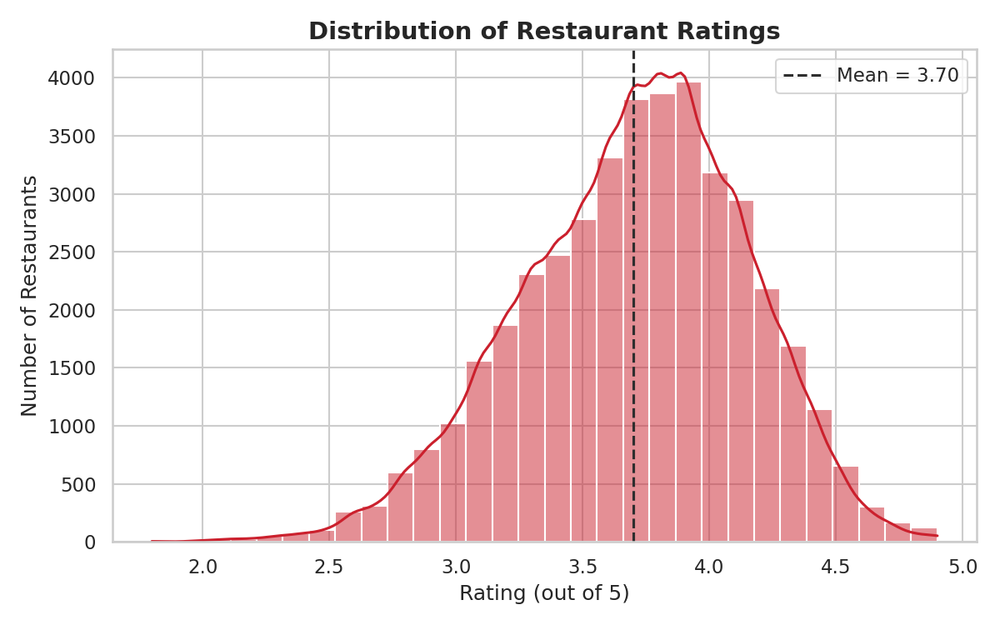 Distribution of Restaurant Ratings
Mean = 3.70
Number of Restaurants
4000
3500
3000
2500
2000
1500
1000
500
0
2.0 2.5 3.0 3.5 4.0 4.5 5.0
Rating (out of 5)